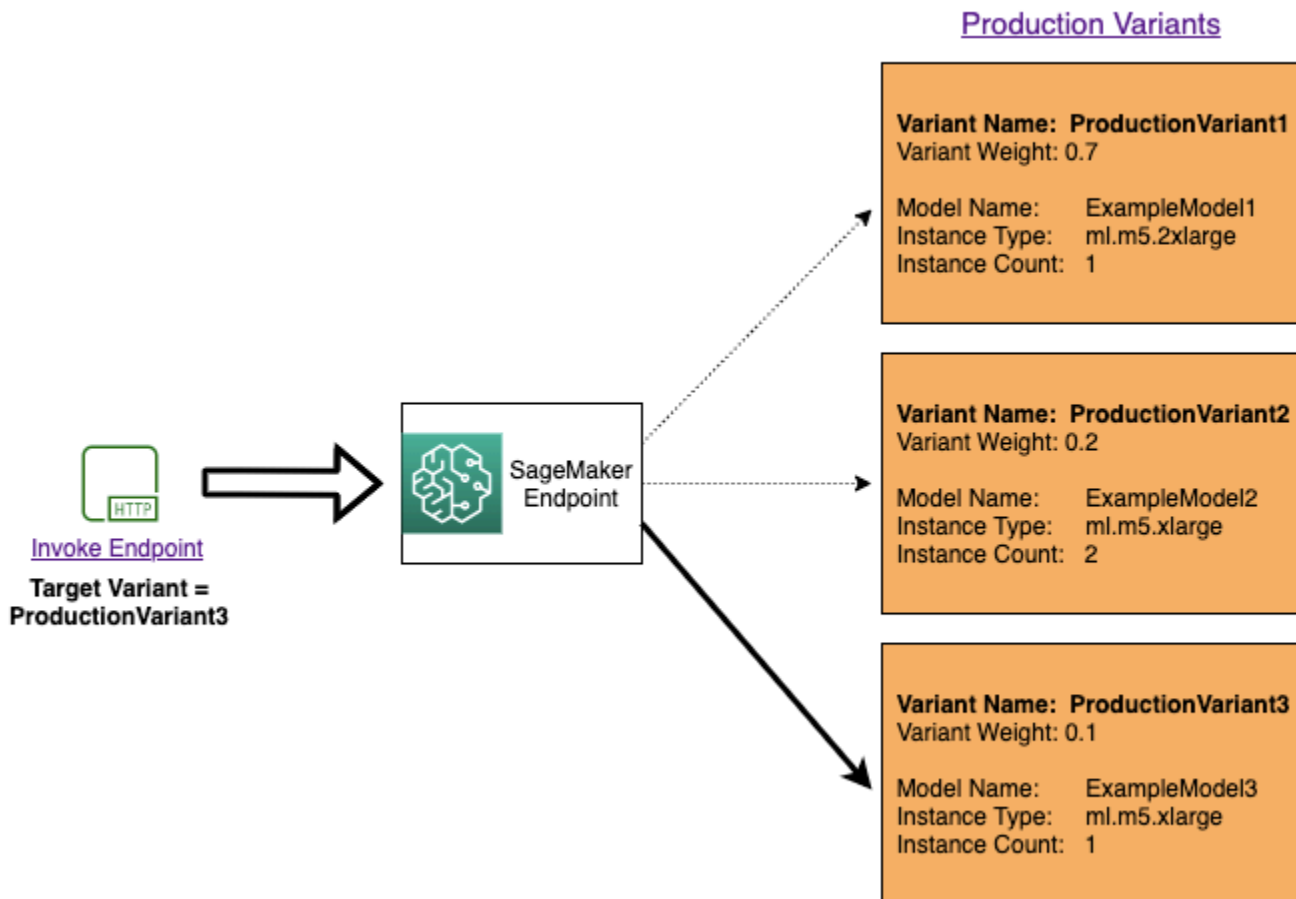 Production Variants
Variant Name: ProductionVariant1
Variant Weight: 0.7
Model Name: ExampleModel1
Instance Type: ml.m5.2xlarge
Instance Count: 1
Variant Name: ProductionVariant2
Variant Weight: 0.2
Model Name: ExampleModel2
Instance Type: ml.m5.xlarge
Instance Count: 2
SageMaker
Endpoint
HTTP
Invoke Endpoint
Target Variant =
ProductionVariant3
Variant Name: ProductionVariant3
Variant Weight: 0.1
Model Name: ExampleModel3
Instance Type: ml.m5.xlarge
Instance Count: 1